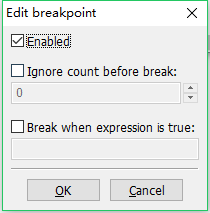 Edit breakpoint
Enabled
Ignore count before break:
0
Break when expression is true:
OK
Cancel